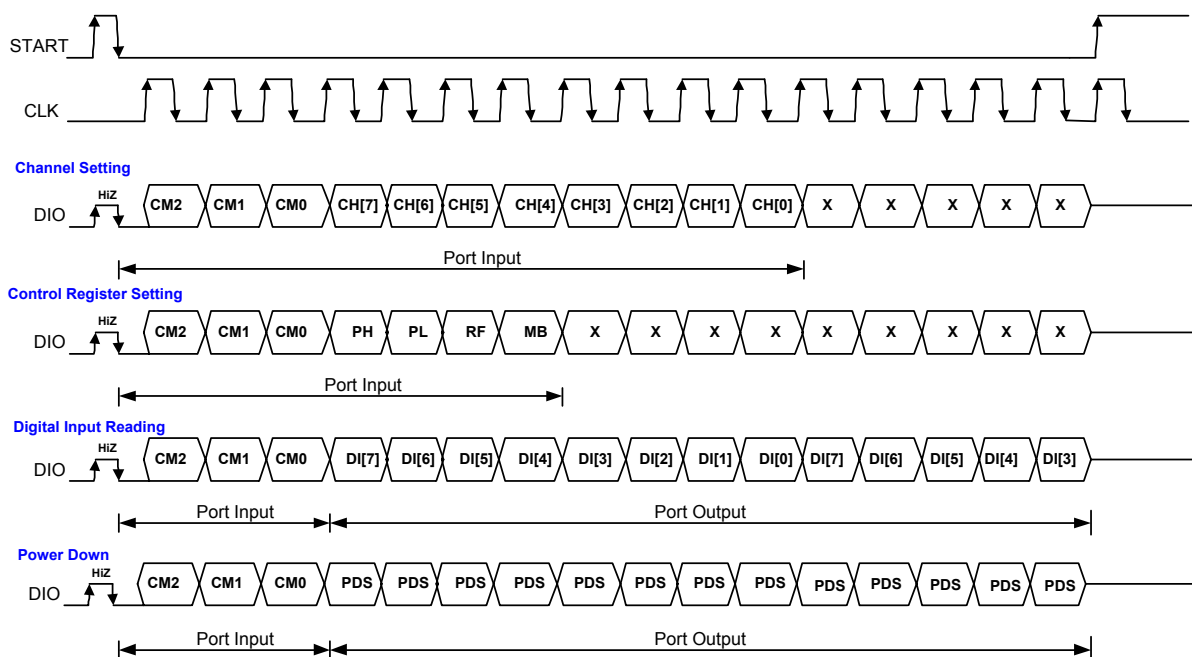 START
CLK
Channel Setting
HiZ
DIO CM2 CM1 CM0 CH[7] CH[6] CH[5] CH[4] CH[3] CH[2] CH[1] CH[0] X X X X X
Port Input
Control Register Setting
HiZ
DIO CM2 CM1 CM0 PH PL RF MB X X X X X X X X X
Port Input
Digital Input Reading
HiZ
DIO CM2 CM1 CM0 DI[7] DI[6] DI[5] DI[4] DI[3] DI[2] DI[1] DI[0] DI[7] DI[6] DI[5] DI[4] DI[3]
Port Input Port Output
Power Down
HiZ
DIO CM2 CM1 CM0 PDS PDS PDS PDS PDS PDS PDS PDS PDS PDS PDS PDS PDS
Port Input Port Output